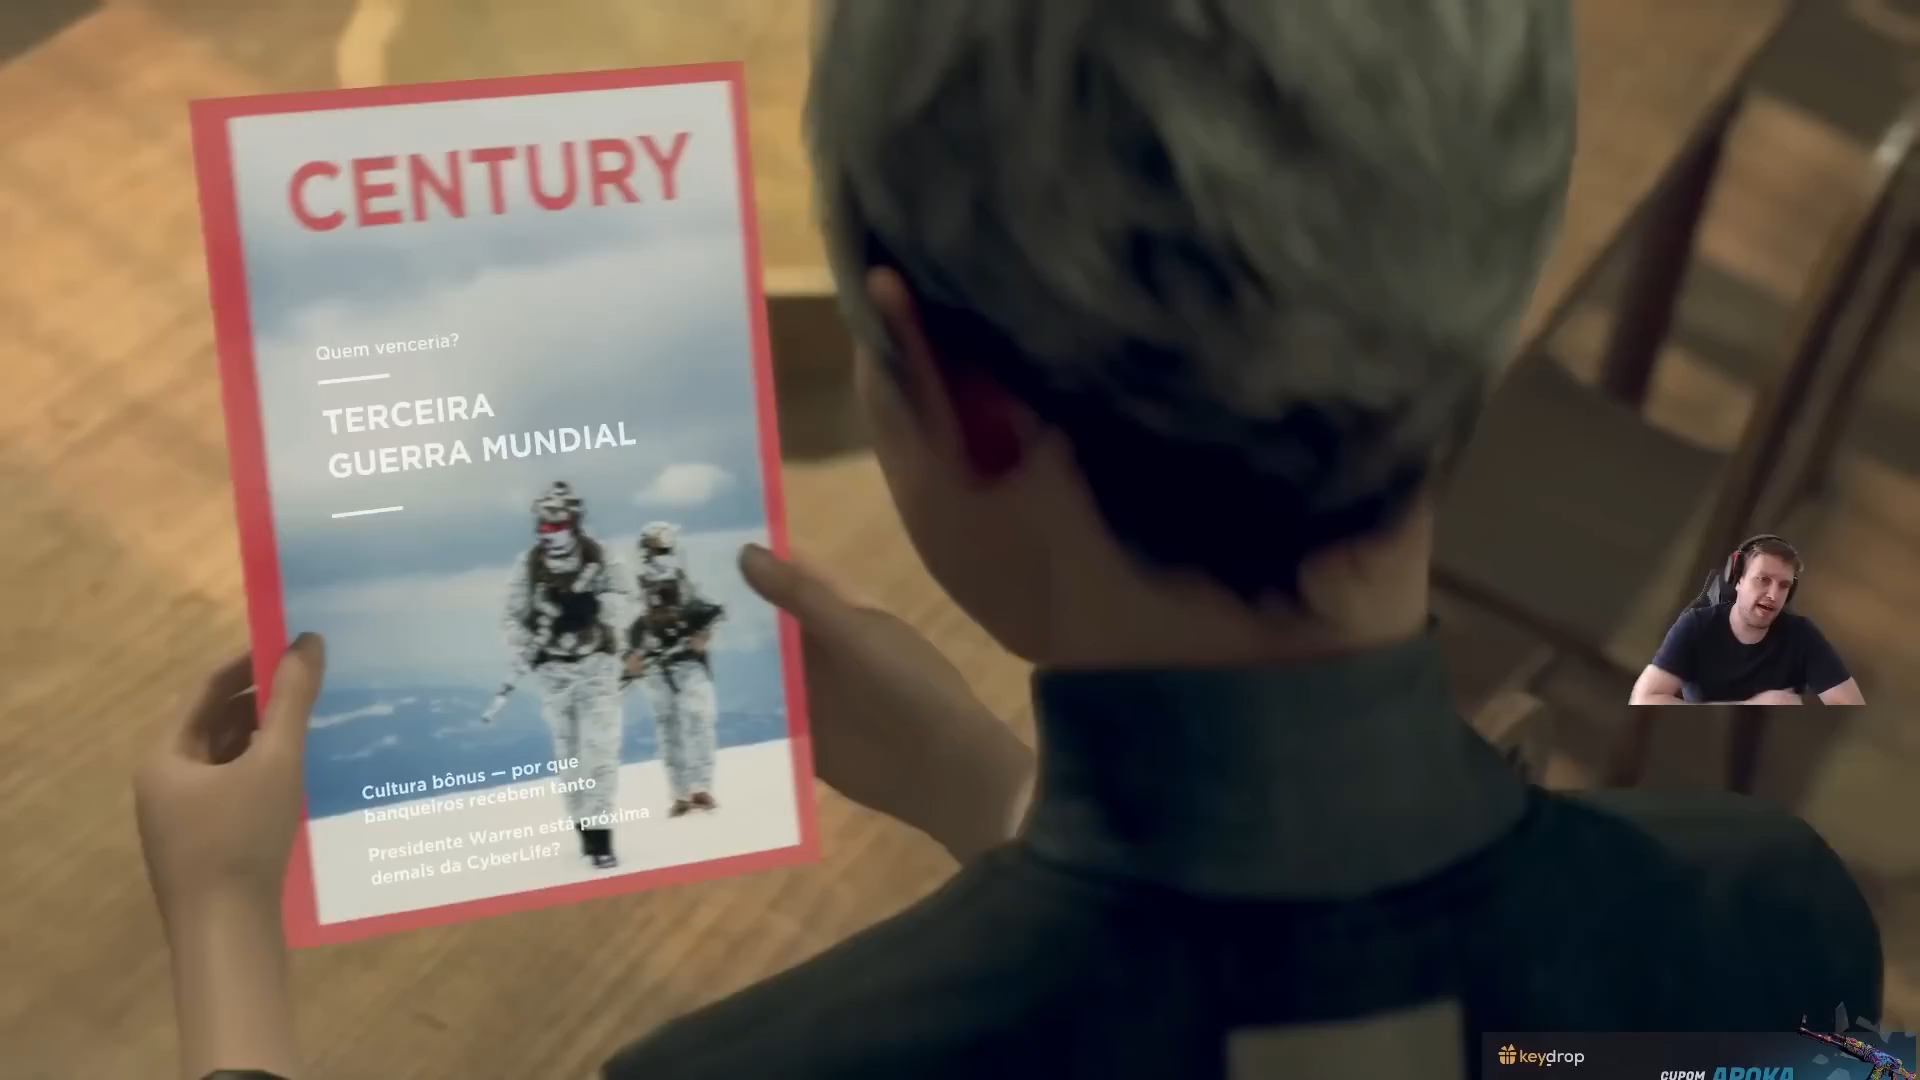 CENTURY
Quem venceria?
TERCEIRA
GUERRA MUNDIAL
Cultura bônus — por que
banqueiros recebem tanto
Presidente Warren está próxima
demais da CyberLife?
keydrop
CUPOM APOKA